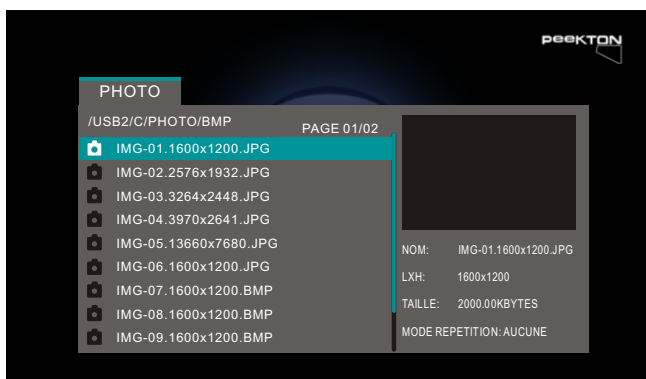 peekTON
PHOTO
/USB2/C/PHOTO/BMP PAGE 01/02
IMG-01.1600x1200.JPG
IMG-02.2576x1932.JPG
IMG-03.3264x2448.JPG
IMG-04.3970x2641.JPG
IMG-05.13660x7680.JPG
IMG-06.1600x1200.JPG
IMG-07.1600x1200.BMP
IMG-08.1600x1200.BMP
IMG-09.1600x1200.BMP
NOM: IMG-01.1600x1200.JPG
LXH: 1600x1200
TAILLE: 2000.00KBYTES
MODE REPETITION: AUCUNE